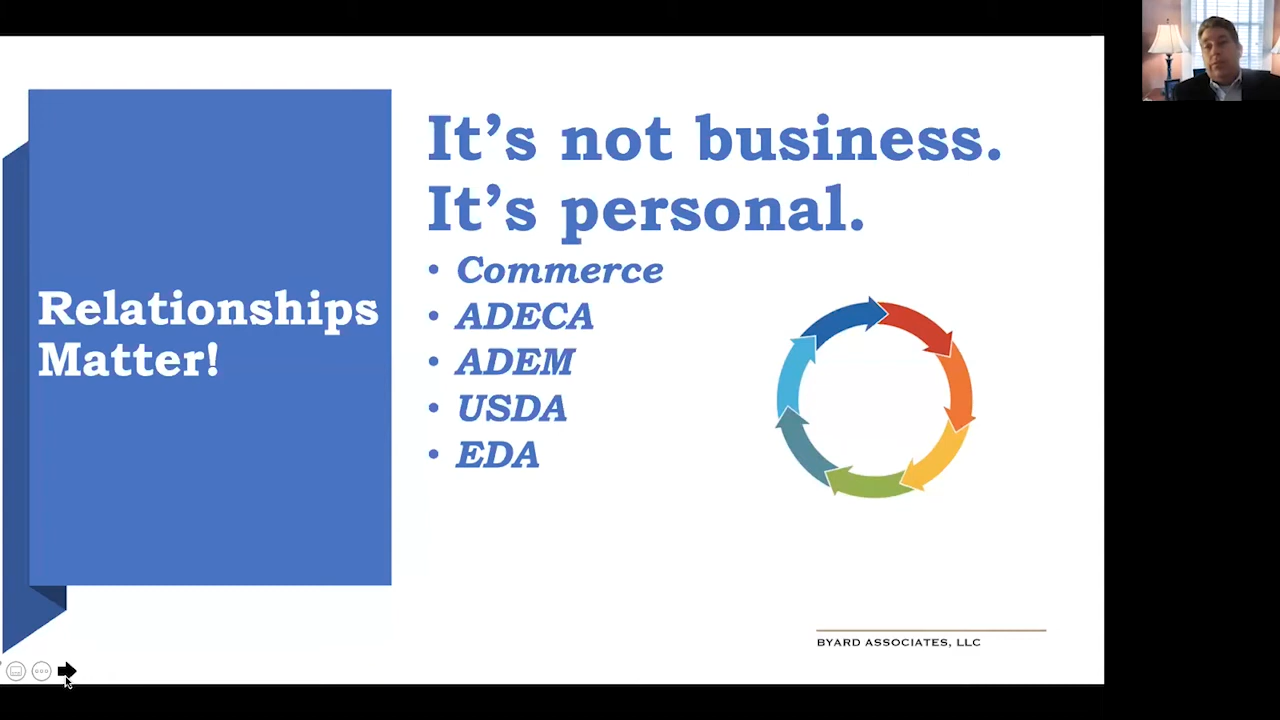 Relationships
Matter!
It's not business.
It's personal.
• Commerce
• ADECA
• ADEM
• USDA
• EDA
BYARD ASSOCIATES, LLC